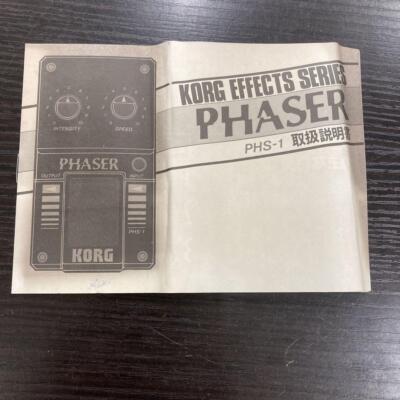 KORG EFFECTS SERIES
PHASER
PHS-1 取扱説明書
INTENSITY
SPEED
PHASER
OUTPUT
INPUT
PHS-1
KORG